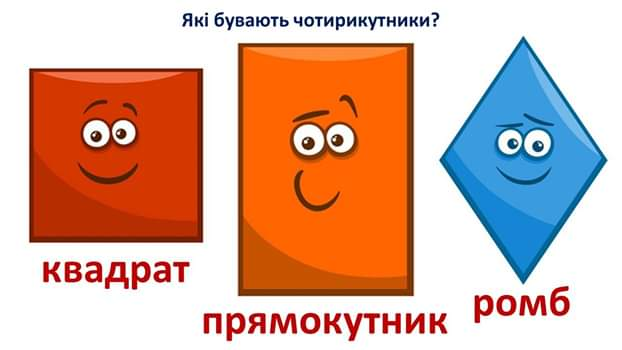 Які бувають чотирикутники?
квадрат
прямокутник
ромб